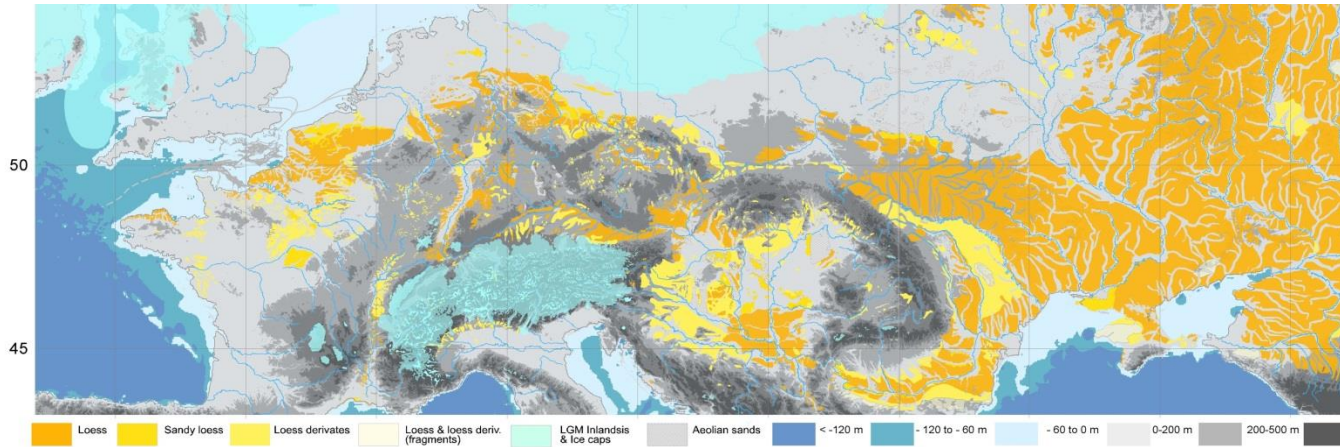 50
45
Loess
Sandy loess
Loess derivates
Loess & loess deriv.
(fragments)
LGM Inlandsis
& Ice caps
Aeolian sands
< -120 m
- 120 to - 60 m
- 60 to 0 m
0-200 m
200-500 m